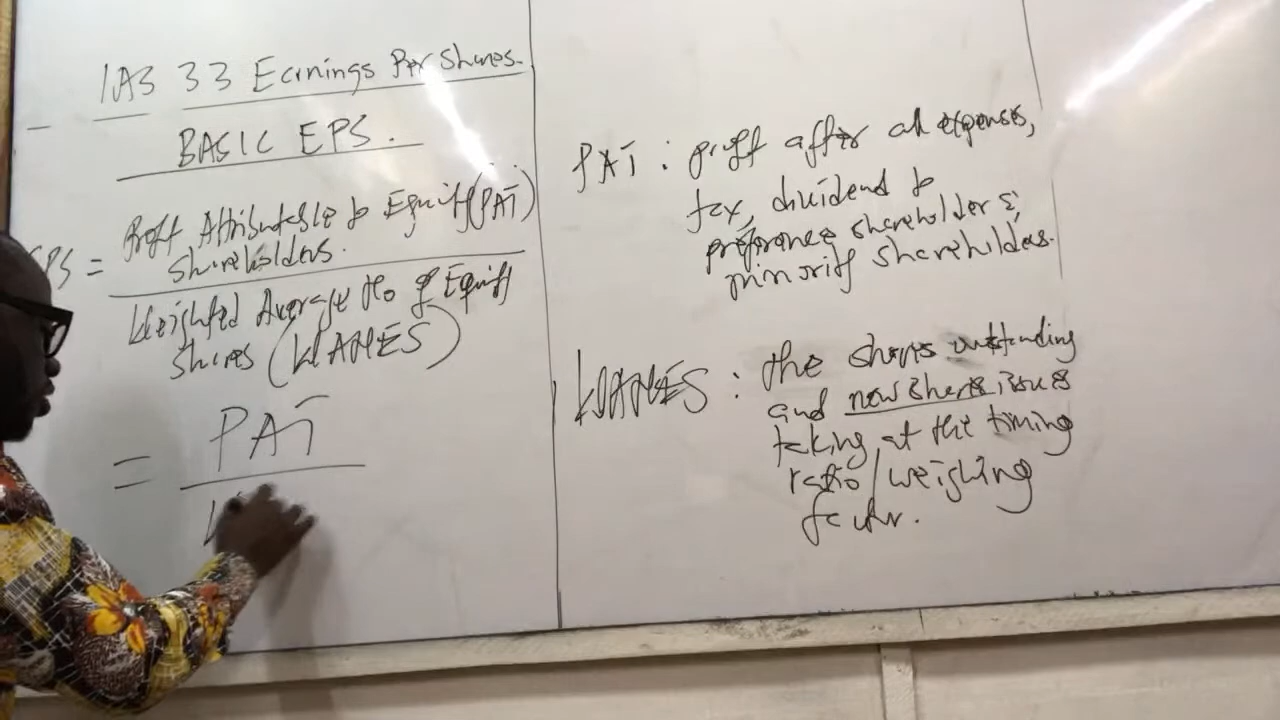 IAS 33 Earnings Per Shares.
BASIC EPS.
EPS = Profit Attributable to Equity (PAT)
shareholders.
Weighted Average No of Equity
shares (WANES)
= PAT
W
PAT : profit after all expenses,
tax, dividend to
preference shareholders &
minority shareholders.
WANES : the shares outstanding
and new shares issues
taking at the timing
ratio/weighing
factor.